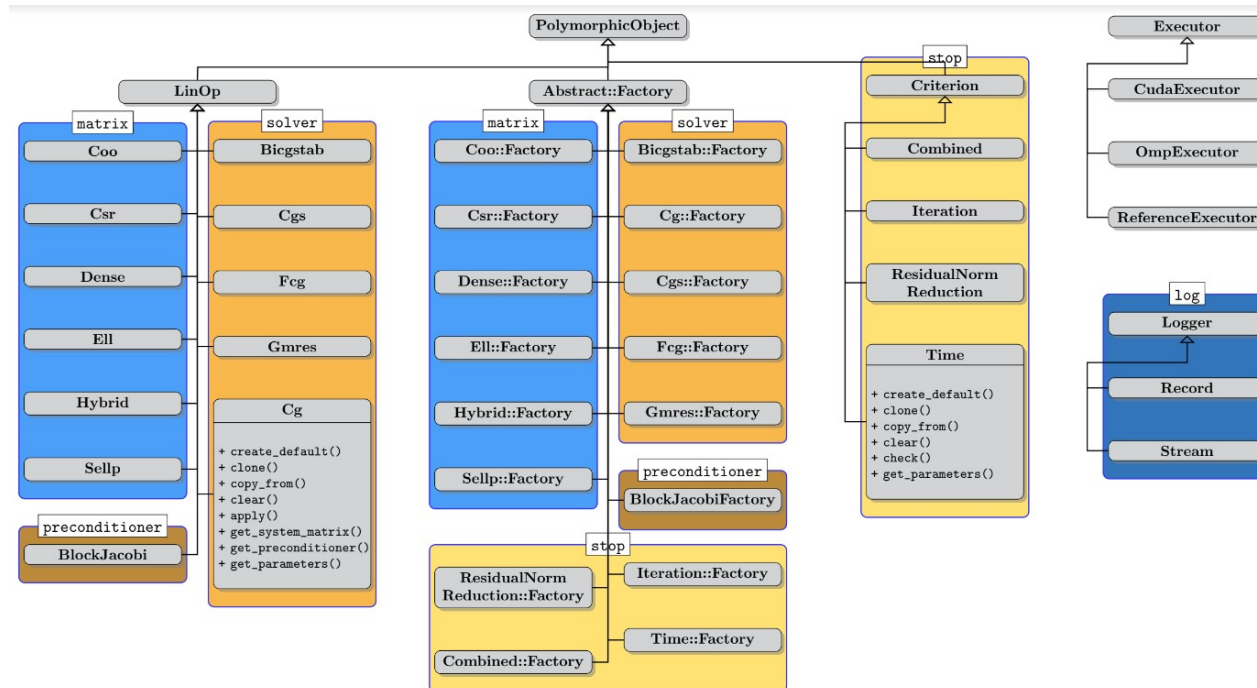 PolymorphicObject
LinOp
matrix
Coo
Csr
Dense
Ell
Hybrid
Sellp
preconditioner
BlockJacobi
solver
Bicgstab
Cgs
Fcg
Gmres
Cg
+ create_default()
+ clone()
+ copy_from()
+ clear()
+ apply()
+ get_system_matrix()
+ get_preconditioner()
+ get_parameters()
Abstract::Factory
matrix
Coo::Factory
Csr::Factory
Dense::Factory
Ell::Factory
Hybrid::Factory
Sellp::Factory
solver
Bicgstab::Factory
Cg::Factory
Cgs::Factory
Fcg::Factory
Gmres::Factory
preconditioner
BlockJacobiFactory
stop
ResidualNorm
Reduction::Factory
Combined::Factory
Iteration::Factory
Time::Factory
stop
Criterion
Combined
Iteration
ResidualNorm
Reduction
Time
+ create_default()
+ clone()
+ copy_from()
+ clear()
+ check()
+ get_parameters()
Executor
CudaExecutor
OmpExecutor
ReferenceExecutor
log
Logger
Record
Stream